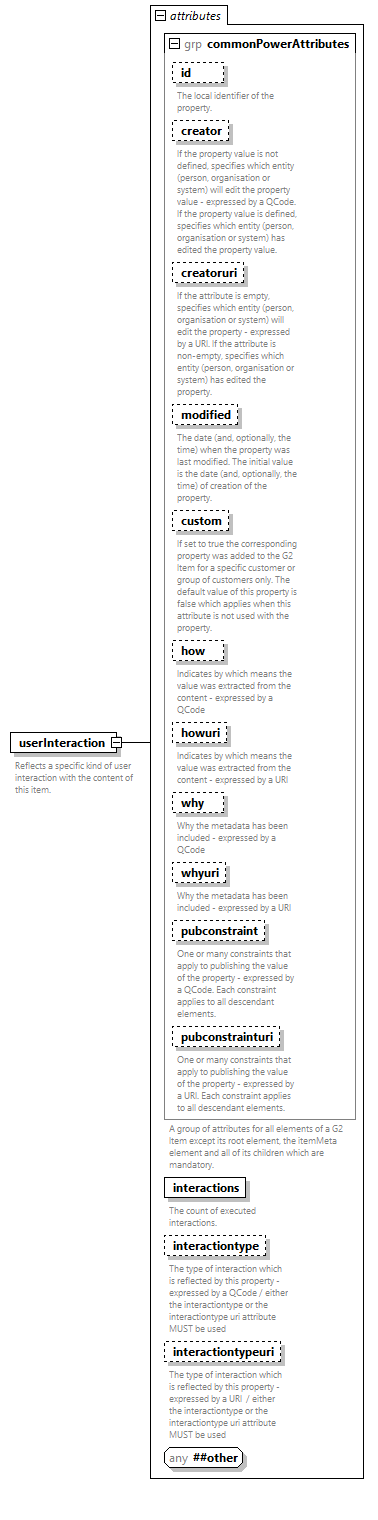 attributes
grp commonPowerAttributes
id
The local identifier of the
property.
creator
If the property value is not
defined, specifies which entity
(person, organisation or
system) will edit the property
value - expressed by a QCode.
If the property value is defined,
specifies which entity (person,
organisation or system) has
edited the property value.
creatoruri
If the attribute is empty,
specifies which entity (person,
organisation or system) will
edit the property - expressed
by a URI. If the attribute is
non-empty, specifies which
entity (person, organisation or
system) has edited the
property.
modified
The date (and, optionally, the
time) when the property was
last modified. The initial value
is the date (and, optionally, the
time) of creation of the
property.
custom
If set to true the corresponding
property was added to the G2
Item for a specific customer or
group of customers only. The
default value of this property is
false which applies when this
attribute is not used with the
property.
how
Indicates by which means the
value was extracted from the
content - expressed by a
QCode
howuri
Indicates by which means the
value was extracted from the
content - expressed by a URI
why
Why the metadata has been
included - expressed by a
QCode
whyuri
Why the metadata has been
included - expressed by a URI
pubconstraint
One or many constraints that
apply to publishing the value
of the property - expressed by
a QCode. Each constraint
applies to all descendant
elements.
pubconstrainturi
One or many constraints that
apply to publishing the value
of the property - expressed by
a URI. Each constraint applies
to all descendant elements.
A group of attributes for all elements of a G2
Item except its root element, the itemMeta
element and all of its children which are
mandatory.
userInteraction
Reflects a specific kind of user
interaction with the content of
this item.
interactions
The count of executed
interactions.
interactiontype
The type of interaction which
is reflected by this property -
expressed by a QCode / either
the interactiontype or the
interactiontype uri attribute
MUST be used
interactiontypeuri
The type of interaction which
is reflected by this property -
expressed by a URI  / either
the interactiontype or the
interactiontype uri attribute
MUST be used
any ##other